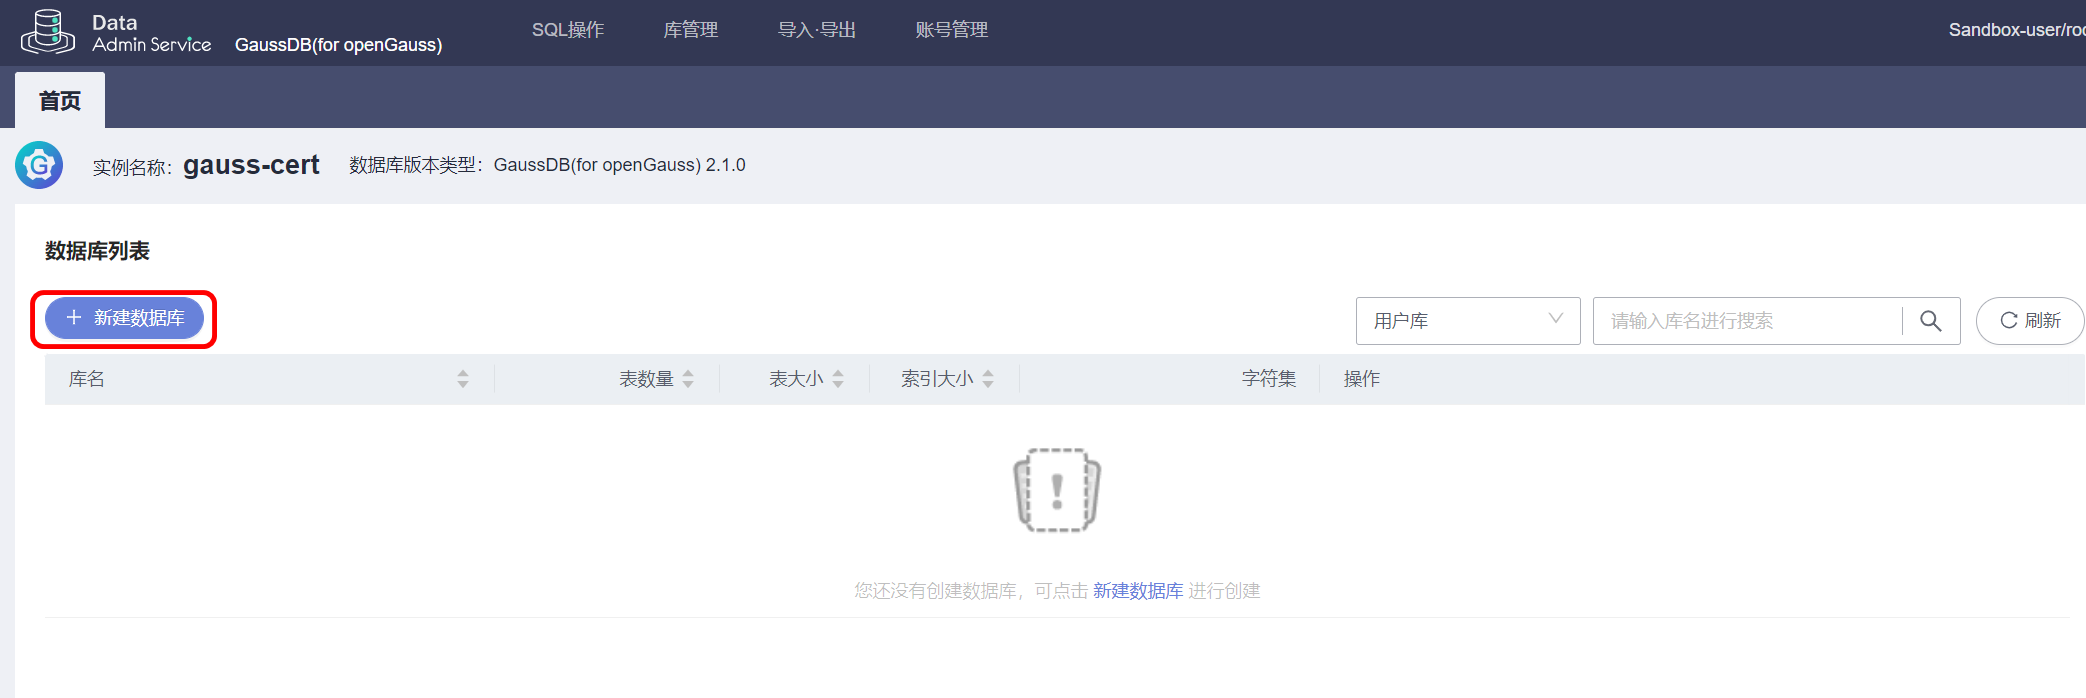 Data
Admin Service
GaussDB(for openGauss)
SQL操作
库管理
导入·导出
账号管理
Sandbox-user/roo
首页
实例名称：
gauss-cert
数据库版本类型：GaussDB(for openGauss) 2.1.0
数据库列表
新建数据库
用户库
请输入库名进行搜索
刷新
库名
表数量
表大小
索引大小
字符集
操作
您还没有创建数据库，可点击 新建数据库 进行创建